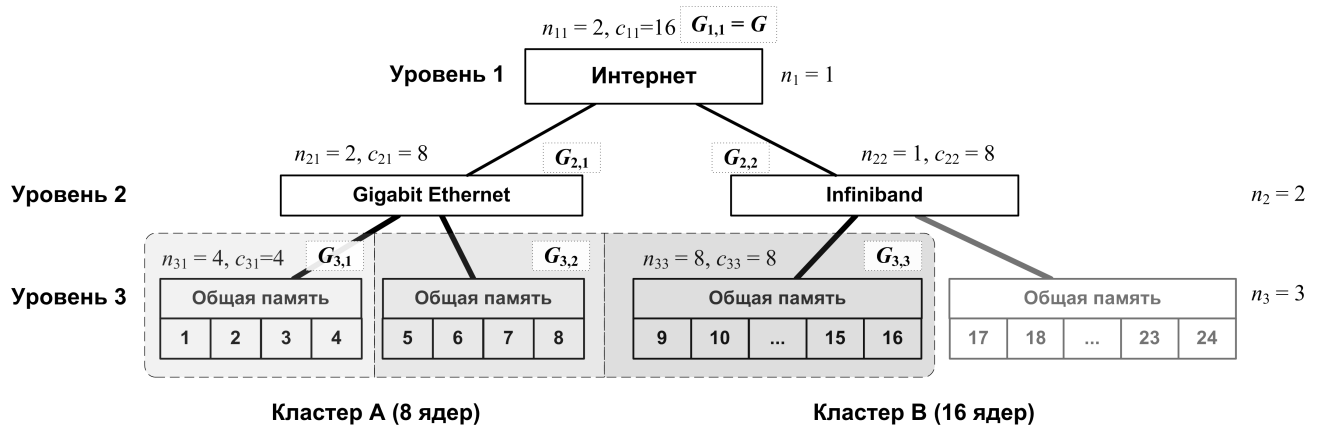 n₁₁ = 2, c₁₁=16 G₁,₁ = G
Уровень 1
Интернет
n₁ = 1
n₂₁ = 2, c₂₁ = 8
G₂,₁
G₂,₂
n₂₂ = 1, c₂₂ = 8
Уровень 2
Gigabit Ethernet
Infiniband
n₂ = 2
n₃₁ = 4, c₃₁=4
G₃,₁
G₃,₂
n₃₃ = 8, c₃₃ = 8
G₃,₃
Уровень 3
Общая память
Общая память
Общая память
Общая память
n₃ = 3
1 2 3 4
5 6 7 8
9 10 ... 15 16
17 18 ... 23 24
Кластер A (8 ядер)
Кластер B (16 ядер)